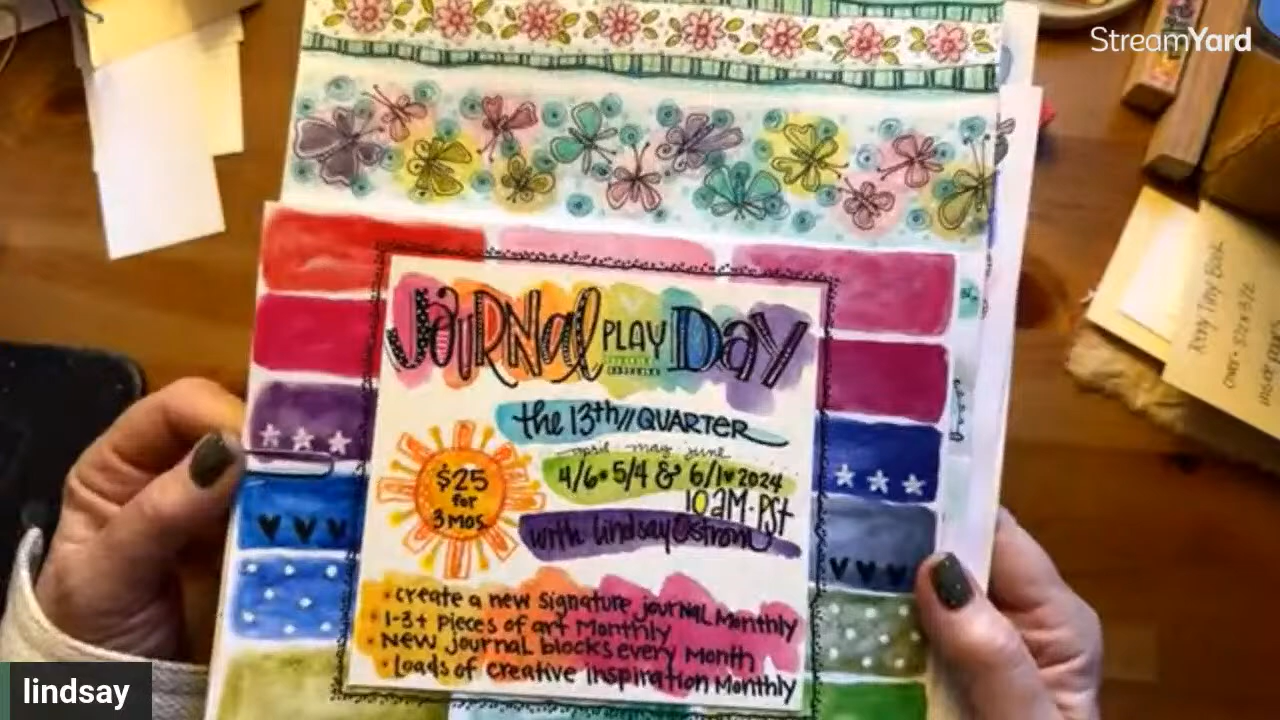 StreamYard
JOURNal PLAY Day
the 13th//QUARTER
april may june
4/6• 5/4 & 6/1♥2024
10am-PSt
with lindsay Ostrom
$25
for
3 MOS.
• create a new signature journal Monthly
• 1-3+ pieces of art Monthly
• New journal blocks every Month
• loads of creative inspiration Monthly
Tiny Book
lindsay